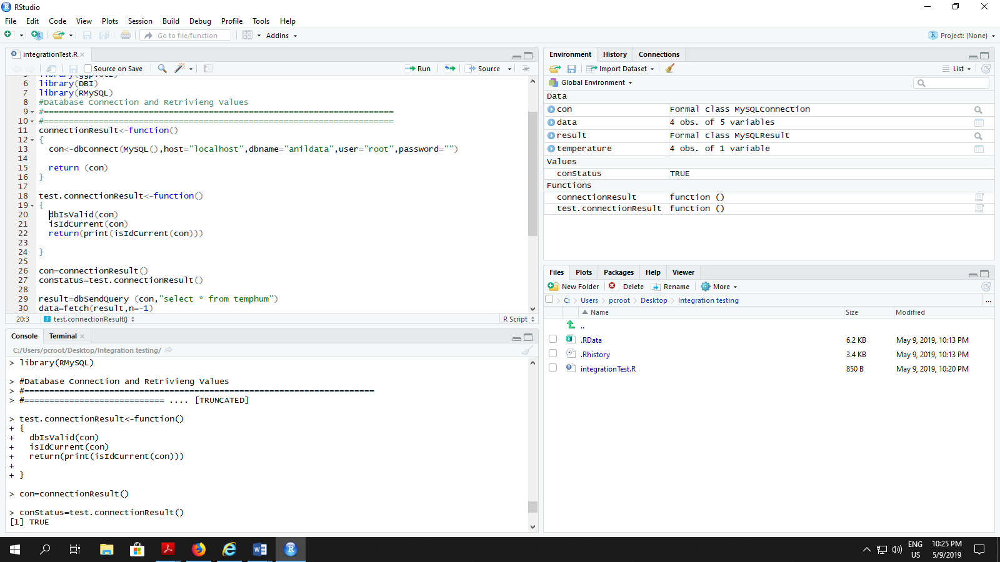 RStudio
File Edit Code View Plots Session Build Debug Profile Tools Help
Go to file/function Addins Project: (None)
integrationTest.R
Source on Save Run Source
5 library(ggplot2)
6 library(DBI)
7 library(RMySQL)
8 #Database Connection and Retrivieng Values
9 #======================================================================
10 #======================================================================
11 connectionResult<-function()
12 {
13 con<-dbConnect(MySQL(),host="localhost",dbname="anildata",user="root",password="")
14
15 return (con)
16 }
17
18 test.connectionResult<-function()
19 {
20 dbIsValid(con)
21 isIdCurrent(con)
22 return(print(isIdCurrent(con)))
23
24 }
25
26 con=connectionResult()
27 conStatus=test.connectionResult()
28
29 result=dbSendQuery (con,"select * from temphum")
30 data=fetch(result,n=-1)
20:3 test.connectionResult() R Script
Console Terminal
C:/Users/pcroot/Desktop/Integration testing/
> library(RMySQL)
> #Database Connection and Retrivieng Values
> #======================================================================
> #============================ .... [TRUNCATED]
> test.connectionResult<-function()
+ {
+ dbIsValid(con)
+ isIdCurrent(con)
+ return(print(isIdCurrent(con)))
+
+ }
> con=connectionResult()
> conStatus=test.connectionResult()
[1] TRUE
Environment History Connections
Import Dataset List
Global Environment
Data
con Formal class MySQLConnection
data 4 obs. of 5 variables
result Formal class MySQLResult
temperature 4 obs. of 1 variable
Values
conStatus TRUE
Functions
connectionResult function ()
test.connectionResult function ()
Files Plots Packages Help Viewer
New Folder Delete Rename More
C: Users pcroot Desktop Integration testing ...
Name Size Modified
..
.RData 6.2 KB May 9, 2019, 10:13 PM
.Rhistory 3.4 KB May 9, 2019, 10:13 PM
integrationTest.R 850 B May 9, 2019, 10:20 PM
ENG 10:25 PM
US 5/9/2019